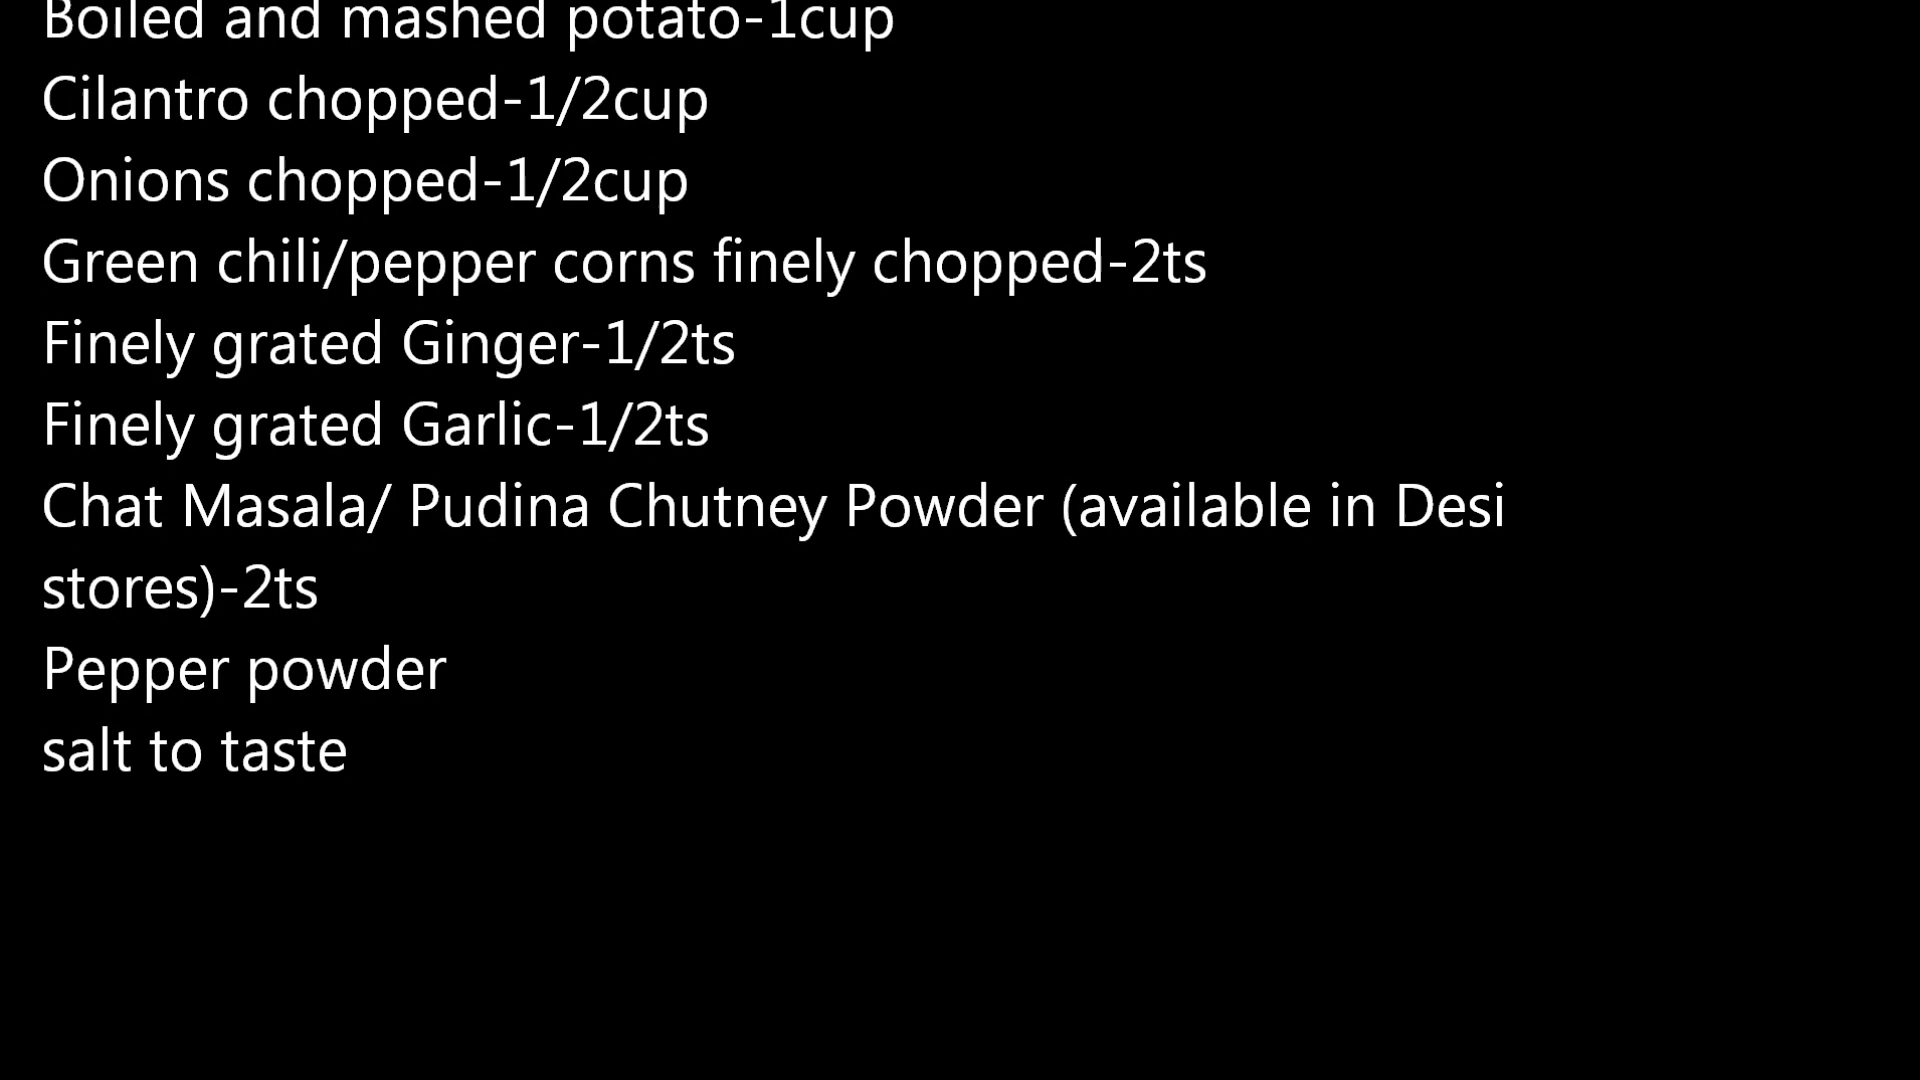 Boiled and mashed potato-1cup
Cilantro chopped-1/2cup
Onions chopped-1/2cup
Green chili/pepper corns finely chopped-2ts
Finely grated Ginger-1/2ts
Finely grated Garlic-1/2ts
Chat Masala/ Pudina Chutney Powder (available in Desi
stores)-2ts
Pepper powder
salt to taste